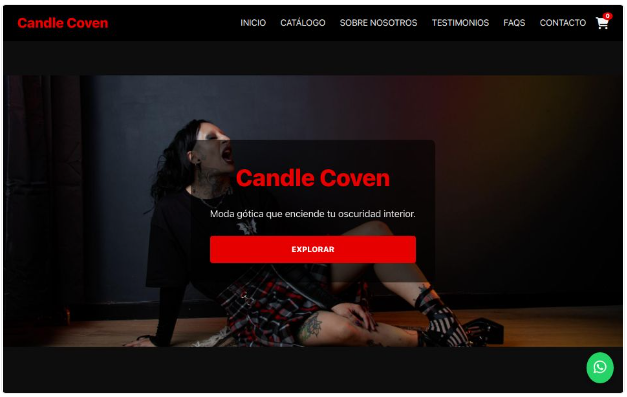 Candle Coven
INICIO CATÁLOGO SOBRE NOSOTROS TESTIMONIOS FAQS CONTACTO 0
Candle Coven
Moda gótica que enciende tu oscuridad interior.
EXPLORAR